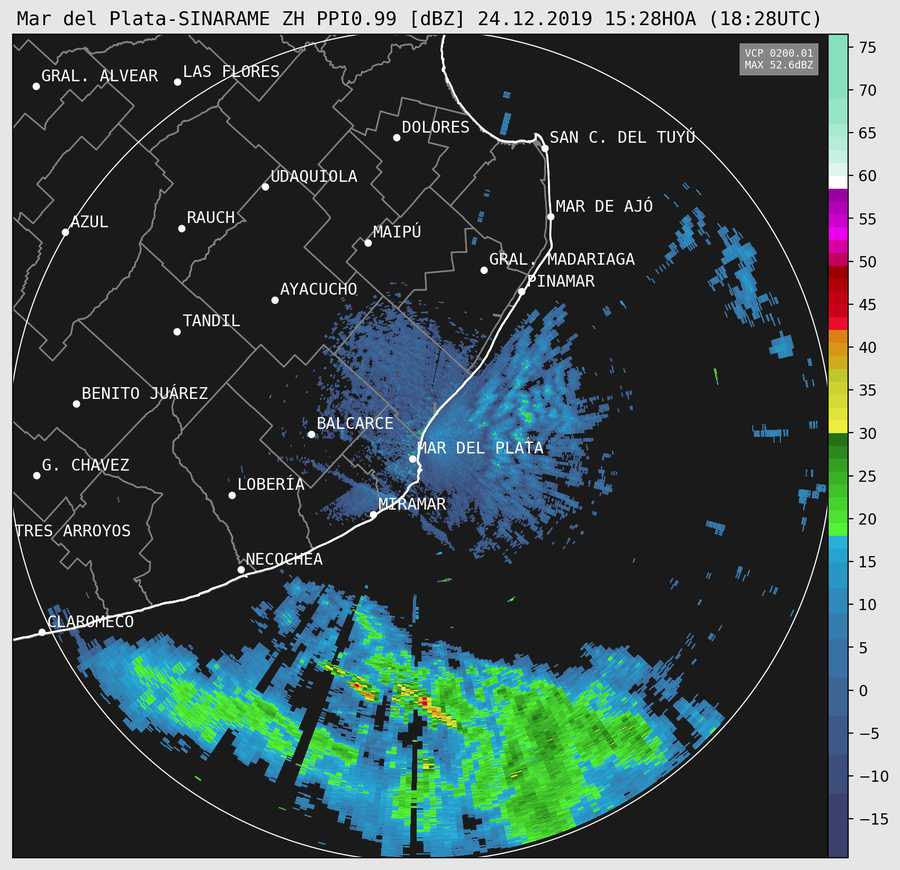 Mar del Plata-SINARAME ZH PPI0.99 [dBZ] 24.12.2019 15:28HOA (18:28UTC)
VCP 0200.01
MAX 52.6dBZ
GRAL. ALVEAR
LAS FLORES
DOLORES
SAN C. DEL TUYÚ
UDAQUIOLA
AZUL
RAUCH
MAIPÚ
MAR DE AJÓ
GRAL. MADARIAGA
PINAMAR
AYACUCHO
TANDIL
BENITO JUÁREZ
BALCARCE
MAR DEL PLATA
G. CHAVEZ
LOBERÍA
MIRAMAR
TRES ARROYOS
NECOCHEA
CLAROMECO
75
70
65
60
55
50
45
40
35
30
25
20
15
10
5
0
−5
−10
−15